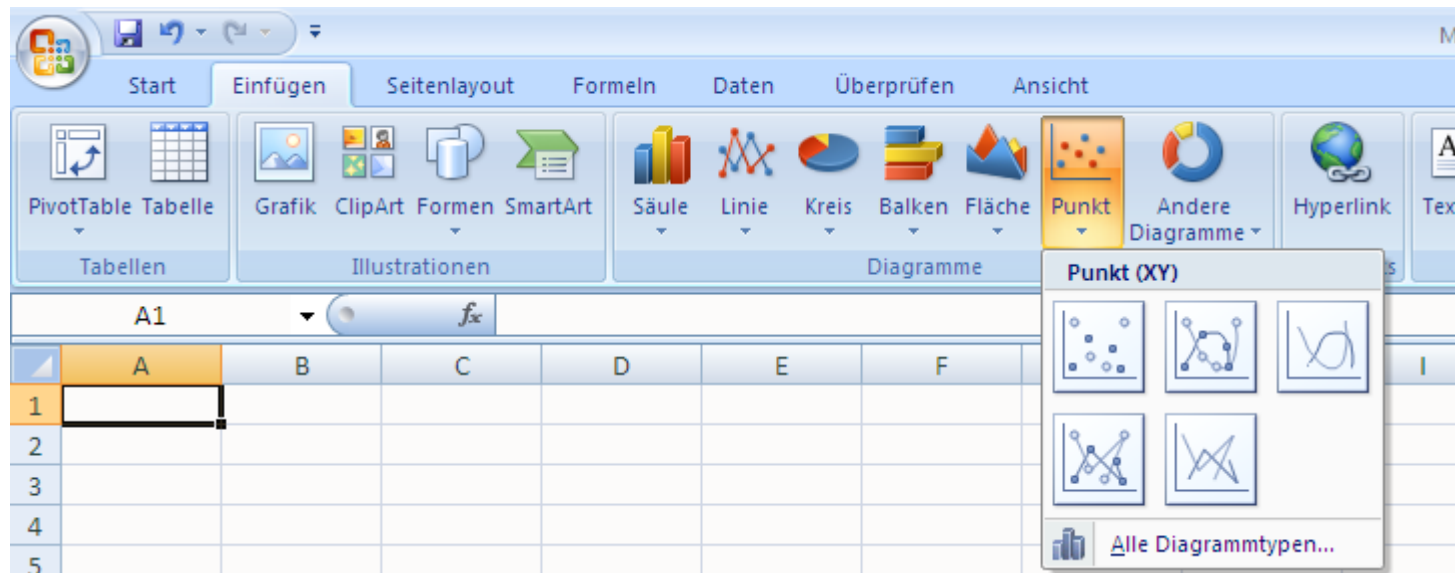 Start Einfügen Seitenlayout Formeln Daten Überprüfen Ansicht
PivotTable Tabelle Grafik ClipArt Formen SmartArt Säule Linie Kreis Balken Fläche Punkt Andere Diagramme Hyperlink
Tabellen Illustrationen Diagramme
Punkt (XY)
A1 fx
A B C D E F I
1
2
3
4
5
Alle Diagrammtypen...